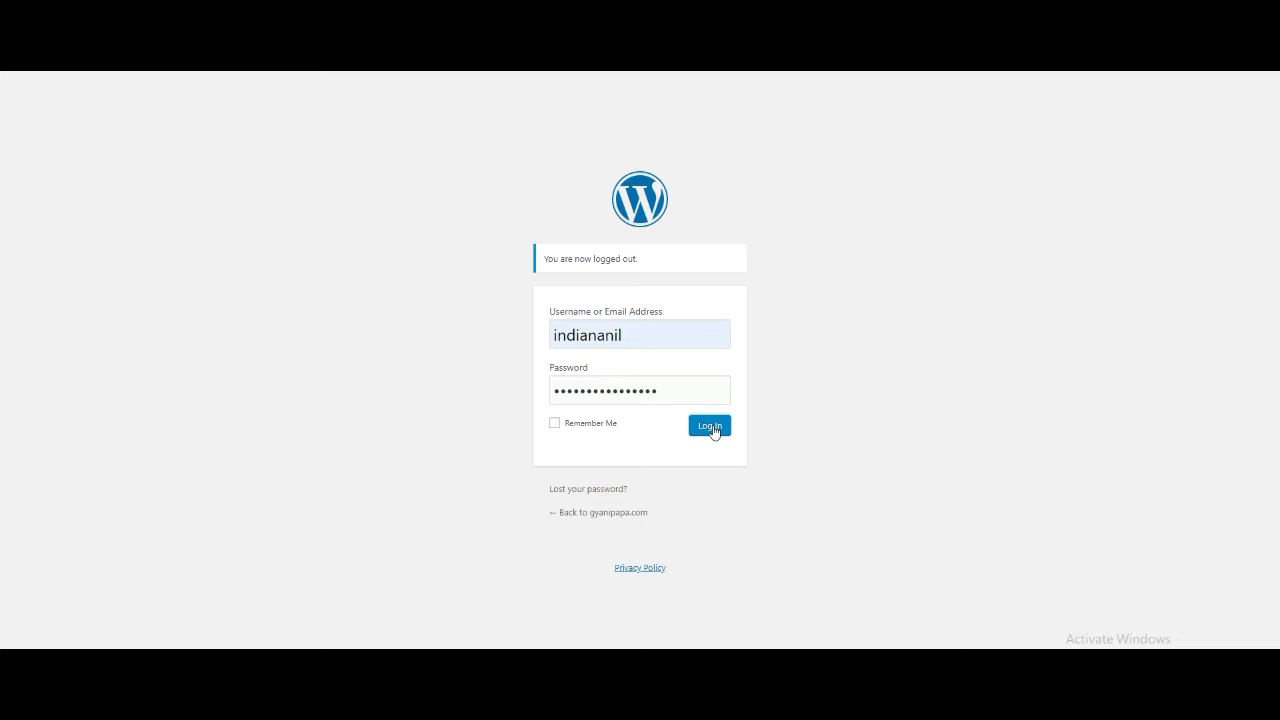 You are now logged out.
Username or Email Address
indiananil
Password
Remember Me
Log In
Lost your password?
← Back to gyanipapa.com
Privacy Policy
Activate Windows